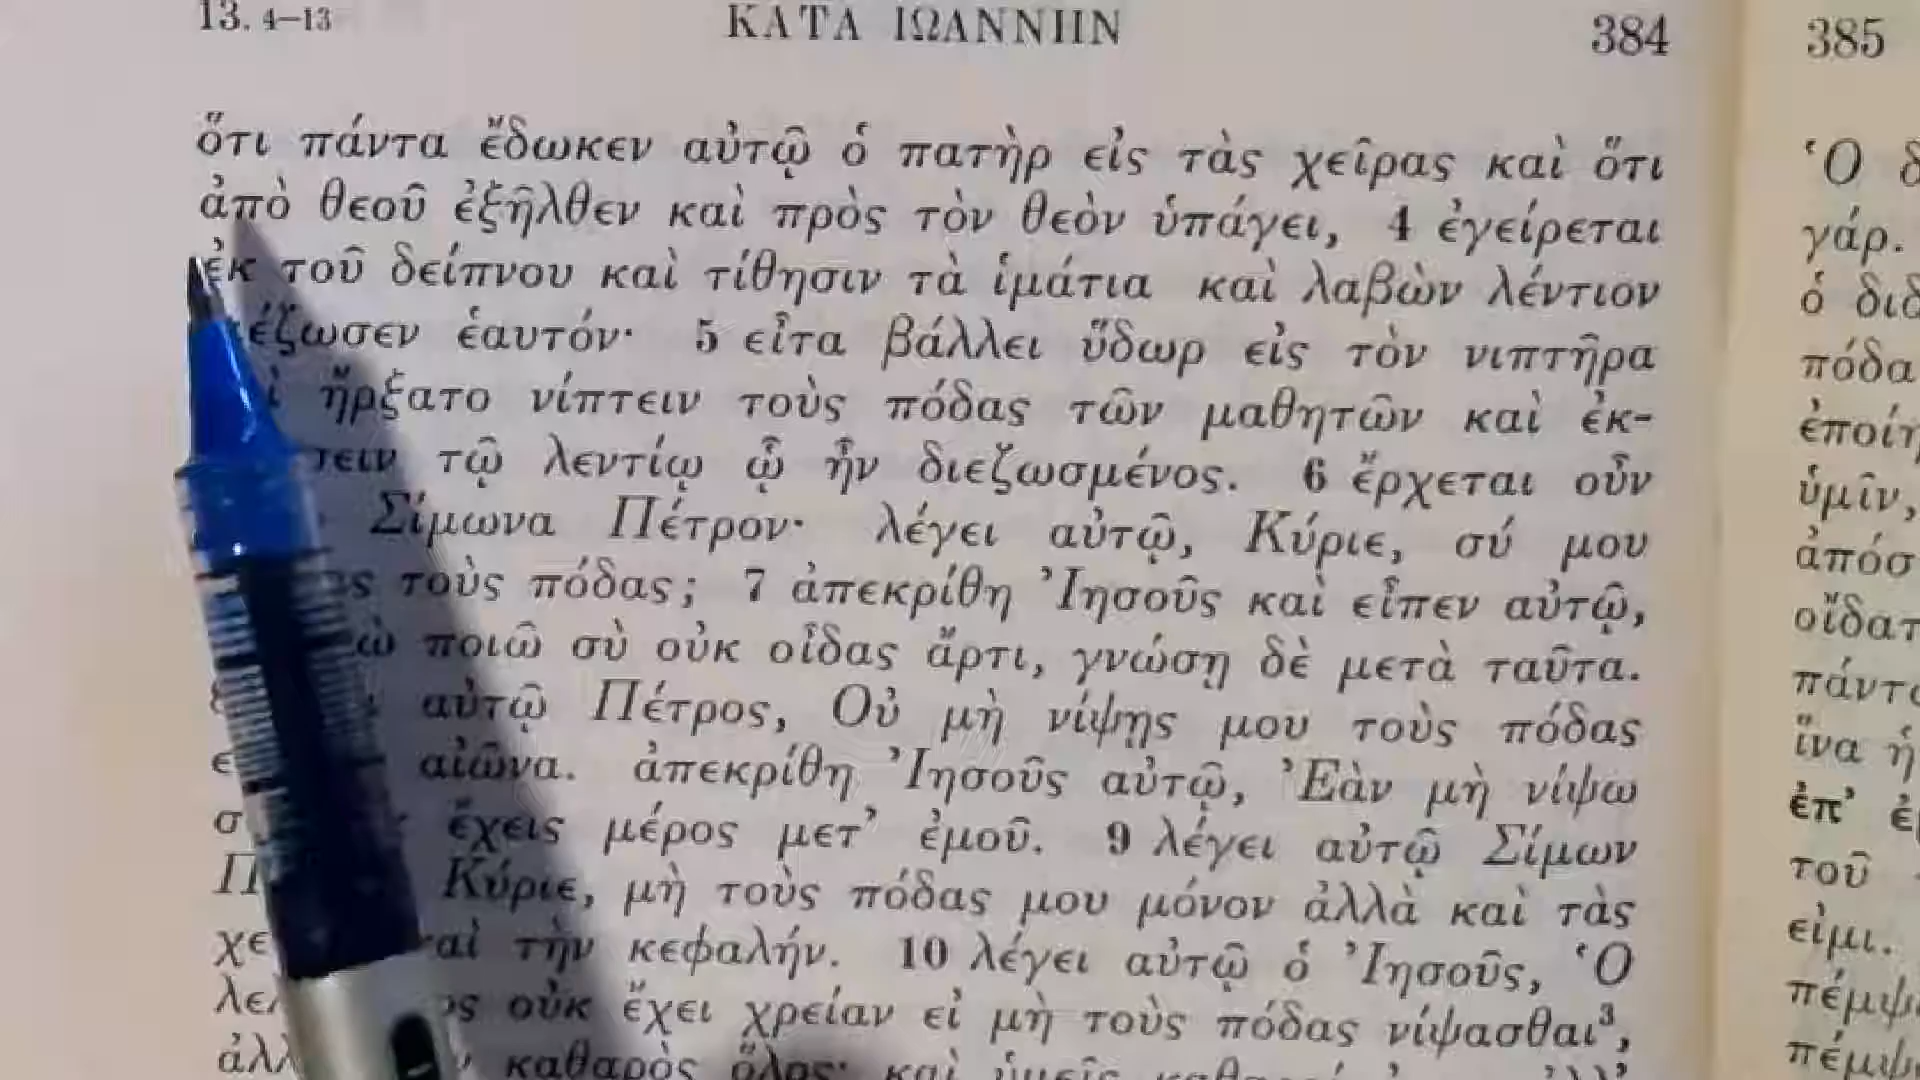 13. 4–13 ΚΑΤΑ ΙΩΑΝΝΗΝ 384
ὅτι πάντα ἔδωκεν αὐτῷ ὁ πατὴρ εἰς τὰς χεῖρας καὶ ὅτι
ἀπὸ θεοῦ ἐξῆλθεν καὶ πρὸς τὸν θεὸν ὑπάγει, 4 ἐγείρεται
ἐκ τοῦ δείπνου καὶ τίθησιν τὰ ἱμάτια καὶ λαβὼν λέντιον
έζωσεν ἑαυτόν· 5 εἶτα βάλλει ὕδωρ εἰς τὸν νιπτῆρα
ἤρξατο νίπτειν τοὺς πόδας τῶν μαθητῶν καὶ ἐκ-
τειν τῷ λεντίῳ ᾧ ἦν διεζωσμένος. 6 ἔρχεται οὖν
Σίμωνα Πέτρον· λέγει αὐτῷ, Κύριε, σύ μου
τοὺς πόδας; 7 ἀπεκρίθη Ἰησοῦς καὶ εἶπεν αὐτῷ,
ποιῶ σὺ οὐκ οἶδας ἄρτι, γνώσῃ δὲ μετὰ ταῦτα.
αὐτῷ Πέτρος, Οὐ μὴ νίψῃς μου τοὺς πόδας
αἰῶνα. ἀπεκρίθη Ἰησοῦς αὐτῷ, Ἐὰν μὴ νίψω
ἔχεις μέρος μετ’ ἐμοῦ. 9 λέγει αὐτῷ Σίμων
Κύριε, μὴ τοὺς πόδας μου μόνον ἀλλὰ καὶ τὰς
τὴν κεφαλήν. 10 λέγει αὐτῷ ὁ Ἰησοῦς, Ὁ
οὐκ ἔχει χρείαν εἰ μὴ τοὺς πόδας νίψασθαι³,
καθαρὸς ὅλος· καὶ ὑμεῖς
385
Ὁ
γάρ.
ὁ
πόδα
ὑμῖν,
ἵνα
ἐπ’
τοῦ
εἰμι.